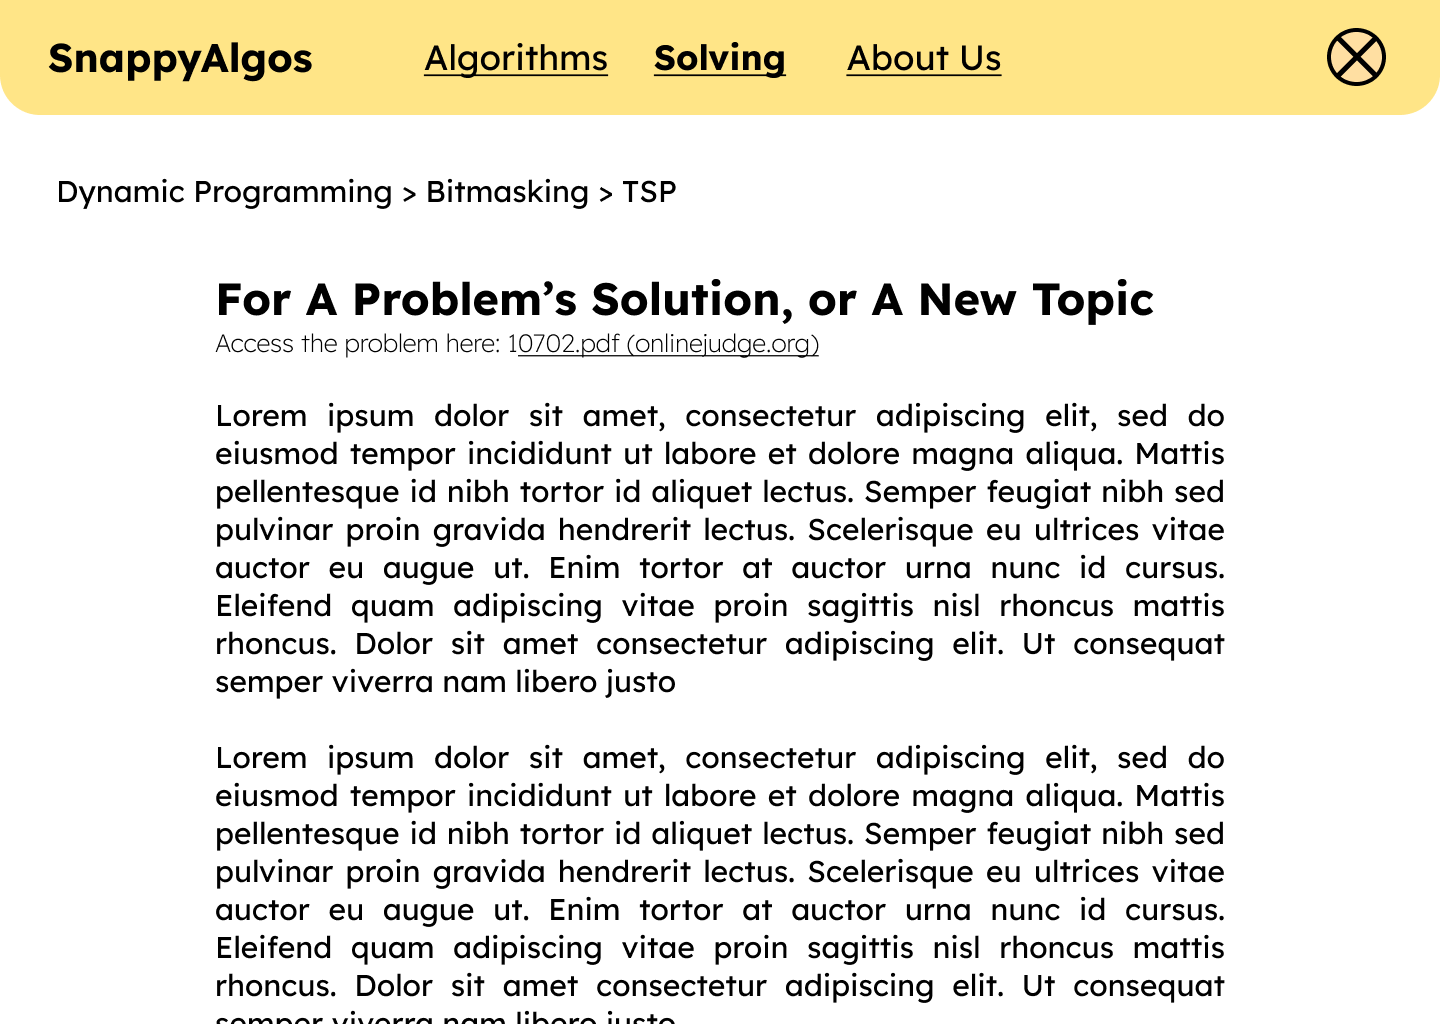 SnappyAlgos Algorithms Solving About Us
Dynamic Programming > Bitmasking > TSP
For A Problem’s Solution, or A New Topic
Access the problem here: 10702.pdf (onlinejudge.org)
Lorem ipsum dolor sit amet, consectetur adipiscing elit, sed do
eiusmod tempor incididunt ut labore et dolore magna aliqua. Mattis
pellentesque id nibh tortor id aliquet lectus. Semper feugiat nibh sed
pulvinar proin gravida hendrerit lectus. Scelerisque eu ultrices vitae
auctor eu augue ut. Enim tortor at auctor urna nunc id cursus.
Eleifend quam adipiscing vitae proin sagittis nisl rhoncus mattis
rhoncus. Dolor sit amet consectetur adipiscing elit. Ut consequat
semper viverra nam libero justo
Lorem ipsum dolor sit amet, consectetur adipiscing elit, sed do
eiusmod tempor incididunt ut labore et dolore magna aliqua. Mattis
pellentesque id nibh tortor id aliquet lectus. Semper feugiat nibh sed
pulvinar proin gravida hendrerit lectus. Scelerisque eu ultrices vitae
auctor eu augue ut. Enim tortor at auctor urna nunc id cursus.
Eleifend quam adipiscing vitae proin sagittis nisl rhoncus mattis
rhoncus. Dolor sit amet consectetur adipiscing elit. Ut consequat
semper viverra nam libero justo